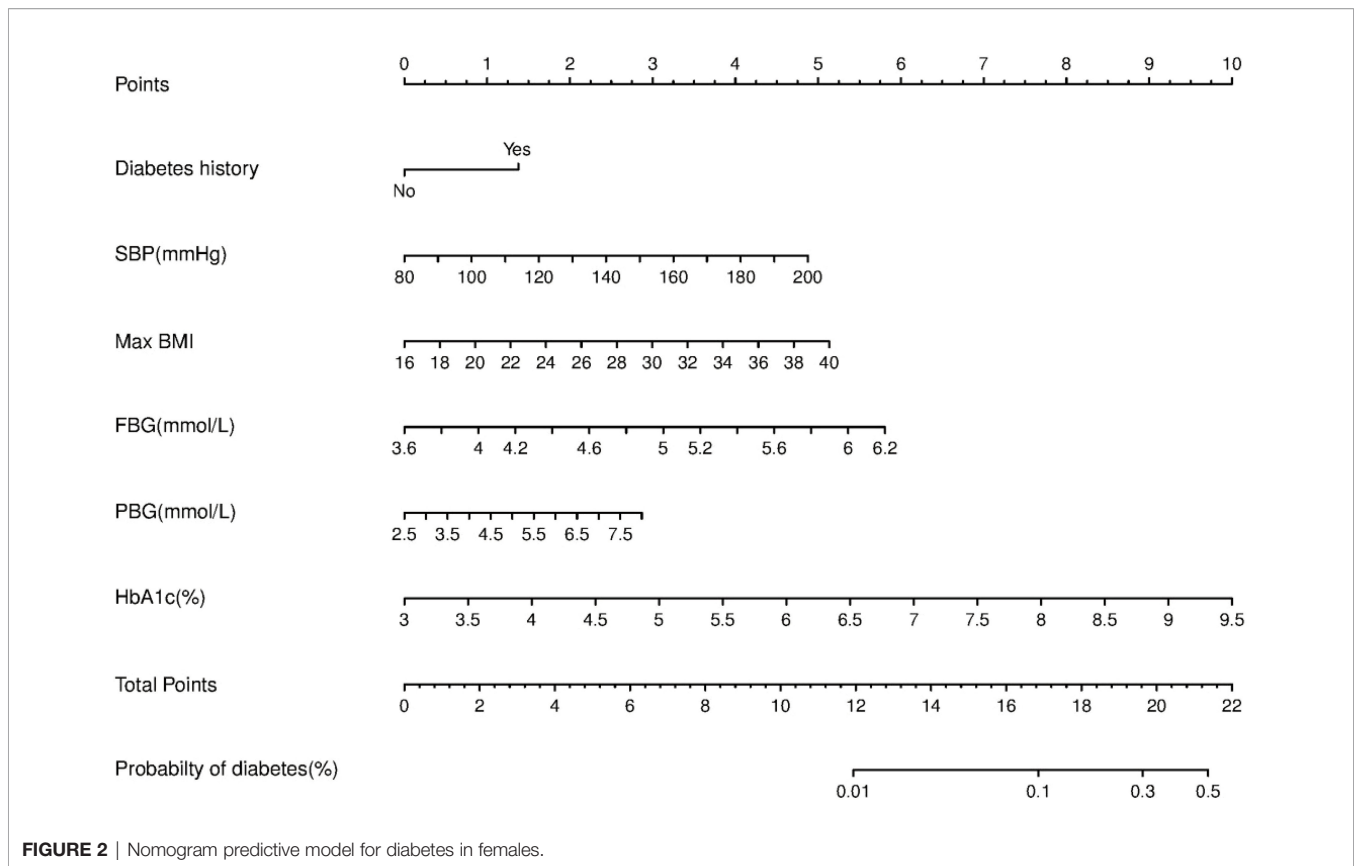 0 1 2 3 4 5 6 7 8 9 10
Points
Yes
Diabetes history
No
SBP(mmHg)
80 100 120 140 160 180 200
Max BMI
16 18 20 22 24 26 28 30 32 34 36 38 40
FBG(mmol/L)
3.6 4 4.2 4.6 5 5.2 5.6 6 6.2
PBG(mmol/L)
2.5 3.5 4.5 5.5 6.5 7.5
HbA1c(%)
3 3.5 4 4.5 5 5.5 6 6.5 7 7.5 8 8.5 9 9.5
Total Points
0 2 4 6 8 10 12 14 16 18 20 22
Probabilty of diabetes(%)
0.01 0.1 0.3 0.5
FIGURE 2 | Nomogram predictive model for diabetes in females.